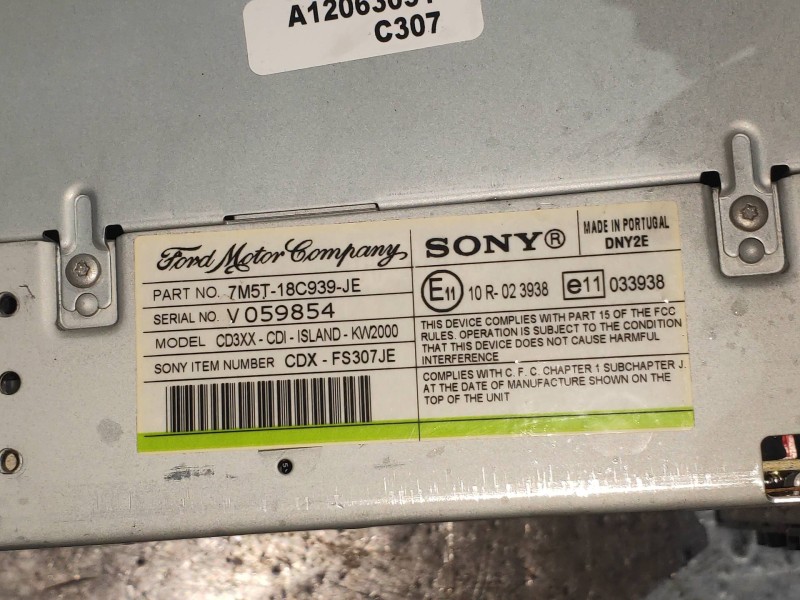 C307
Ford Motor Company
PART NO. 7M5T-18C939-JE
SERIAL NO. V059854
MODEL CD3XX - CDI - ISLAND - KW2000
SONY ITEM NUMBER CDX - FS307JE
SONY®
MADE IN PORTUGAL
DNY2E
E11 10 R- 02 3938 e11 033938
THIS DEVICE COMPLIES WITH PART 15 OF THE FCC
RULES. OPERATION IS SUBJECT TO THE CONDITION
THAT THIS DEVICE DOES NOT CAUSE HARMFUL
INTERFERENCE
COMPLIES WITH C. F. C. CHAPTER 1 SUBCHAPTER J.
AT THE DATE OF MANUFACTURE SHOWN ON THE
TOP OF THE UNIT